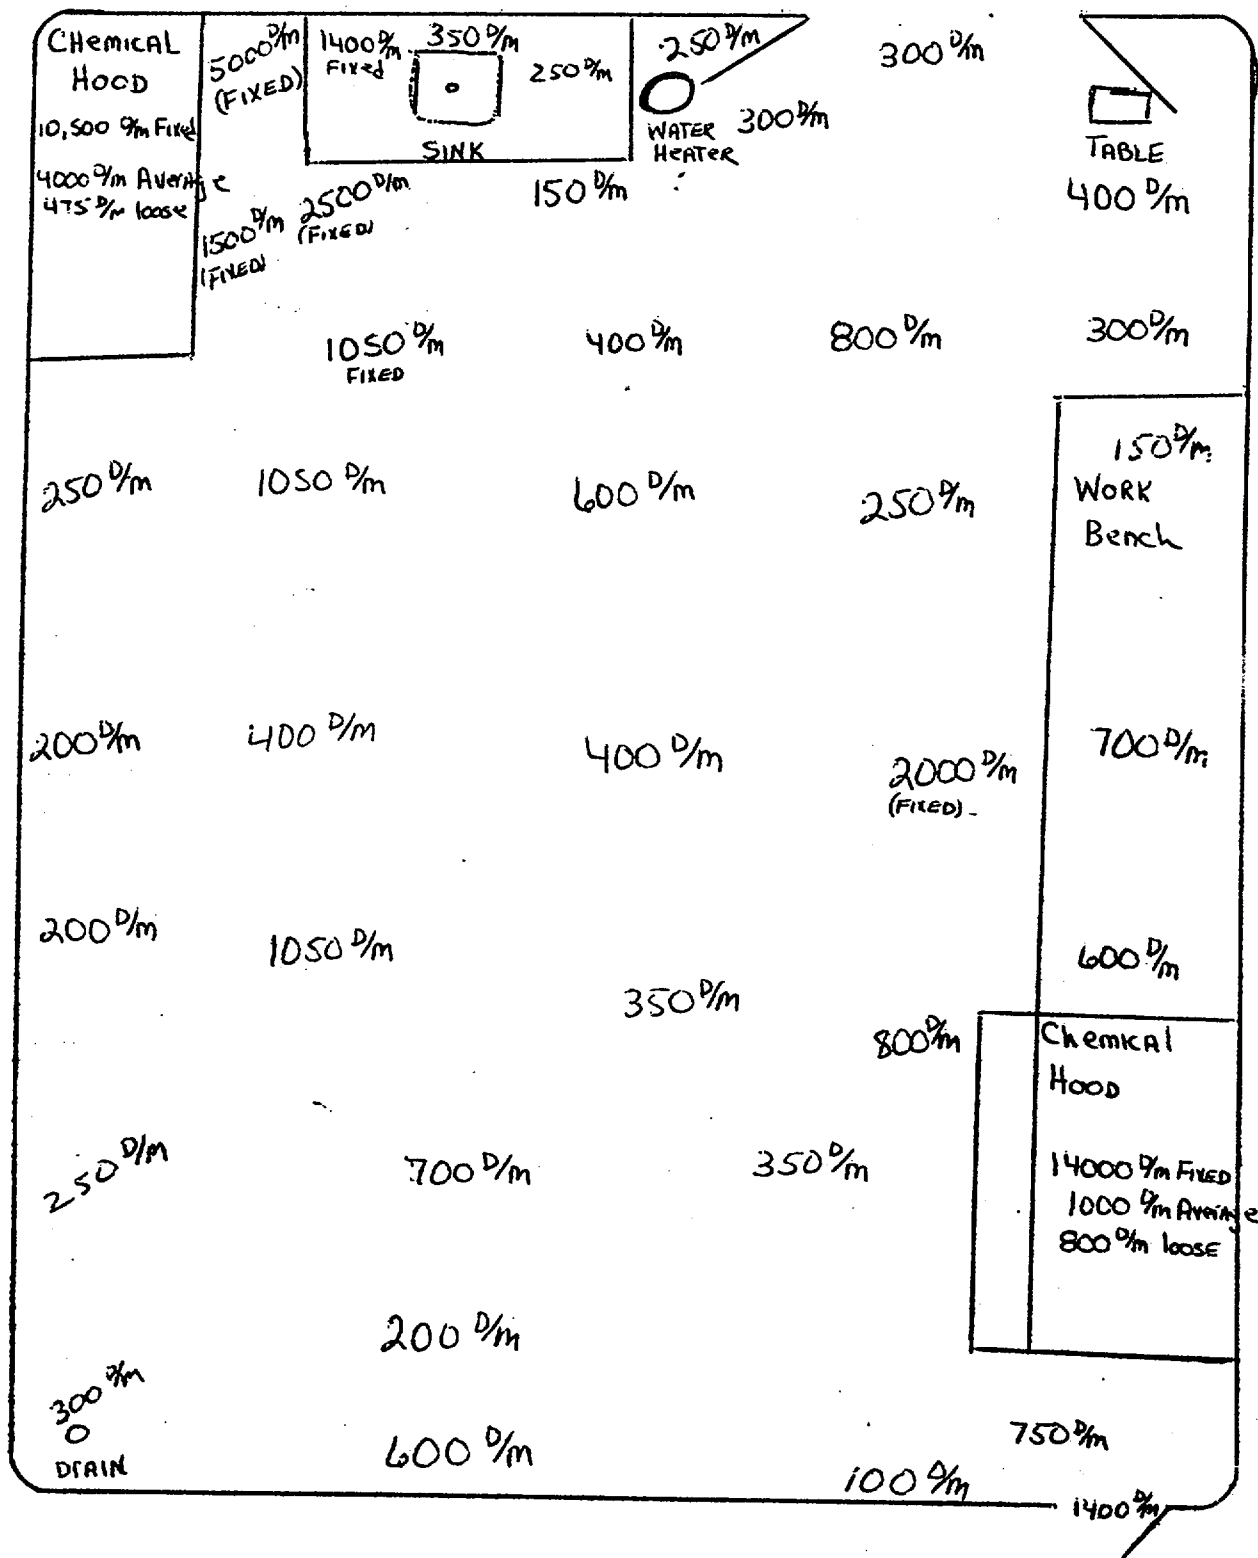 CHEMICAL
HOOD
10,500 D/m Fixed
4000 D/m Average
475 D/m loose
5000 D/m
(FIXED)
1500 D/m
(FIXED)
1400 D/m
Fixed
350 D/m
250 D/m
SINK
2500 D/m
(FIXED)
150 D/m
250 D/m
WATER
HEATER
300 D/m
300 D/m
TABLE
400 D/m
1050 D/m
FIXED
400 D/m
800 D/m
300 D/m
250 D/m
1050 D/m
600 D/m
250 D/m
150 D/m
WORK
Bench
200 D/m
400 D/m
400 D/m
2000 D/m
(FIXED)
700 D/m
200 D/m
1050 D/m
350 D/m
800 D/m
600 D/m
Chemical
HOOD
14000 D/m FIXED
1000 D/m Average
800 D/m loose
250 D/m
700 D/m
350 D/m
200 D/m
300 D/m
DRAIN
600 D/m
100 D/m
750 D/m
1400 D/m